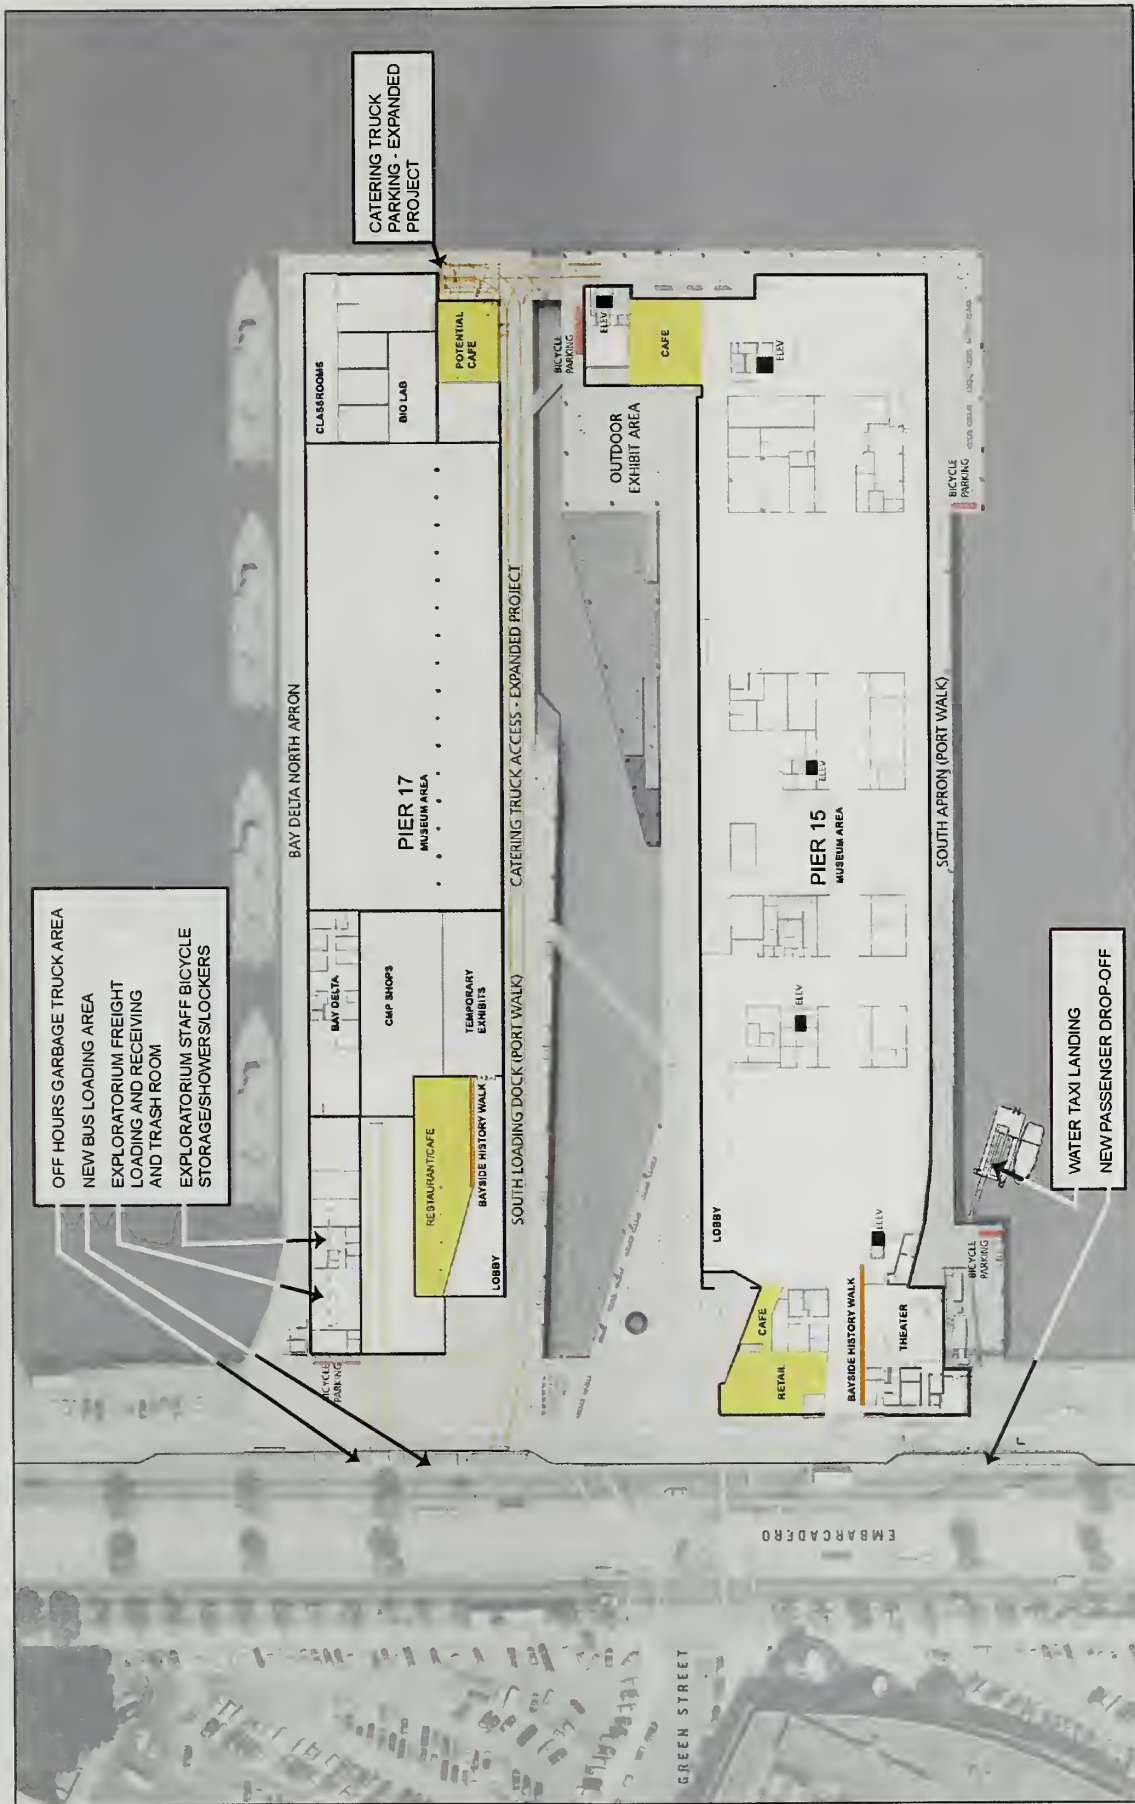 OFF HOURS GARBAGE TRUCK AREA
NEW BUS LOADING AREA
EXPLORATORIUM FREIGHT
LOADING AND RECEIVING
AND TRASH ROOM
EXPLORATORIUM STAFF BICYCLE
STORAGE/SHOWERS/LOCKERS
CATERING TRUCK
PARKING - EXPANDED
PROJECT
BAY DELTA NORTH APRON
BICYCLE
PARKING
BAY DELTA
CMP SHOPS
TEMPORARY
EXHIBITS
RESTAURANT/CAFE
BAYSIDE HISTORY WALK
LOBBY
PIER 17
MUSEUM AREA
CLASSROOMS
BIO LAB
POTENTIAL
CAFE
SOUTH LOADING DOCK (PORT WALK)
CATERING TRUCK ACCESS - EXPANDED PROJECT
BICYCLE
PARKING
ELEV
CAFE
OUTDOOR
EXHIBIT AREA
ELEV
LOBBY
CAFE
RETAIL
BAYSIDE HISTORY WALK
THEATER
ELEV
ELEV
ELEV
PIER 15
MUSEUM AREA
SOUTH APRON (PORT WALK)
BICYCLE
PARKING
BICYCLE
PARKING
WATER TAXI LANDING
NEW PASSENGER DROP-OFF
EMBARCADERO
GREEN STREET